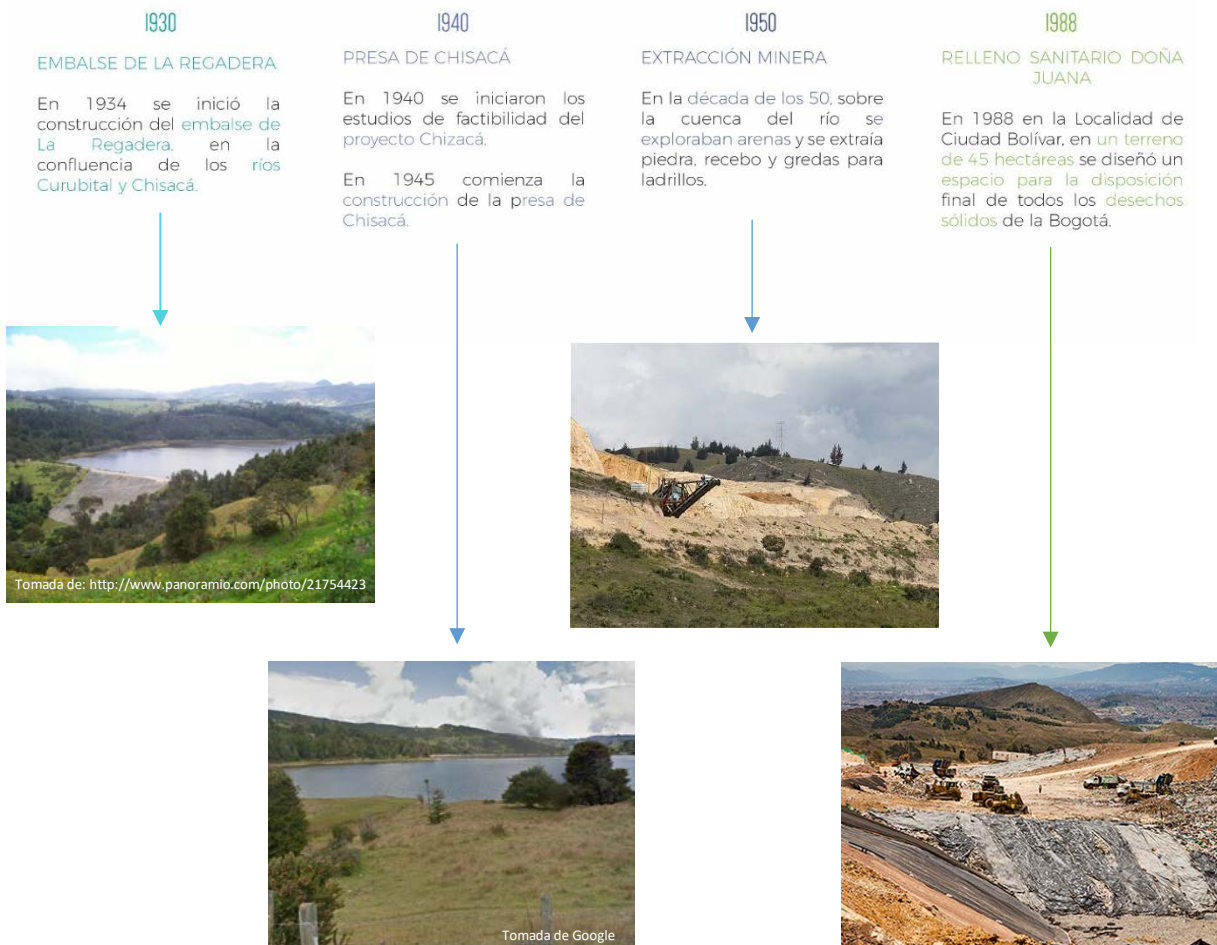 1930
EMBALSE DE LA REGADERA
En 1934 se inició la
construcción del embalse de
La Regadera, en la
confluencia de los ríos
Curubital y Chisacá.
1940
PRESA DE CHISACÁ
En 1940 se iniciaron los
estudios de factibilidad del
proyecto Chizacá.
En 1945 comienza la
construcción de la presa de
Chisacá.
1950
EXTRACCIÓN MINERA
En la década de los 50, sobre
la cuenca del río se
exploraban arenas y se extraía
piedra, recebo y gredas para
ladrillos.
1988
RELLENO SANITARIO DOÑA
JUANA
En 1988 en la Localidad de
Ciudad Bolívar, en un terreno
de 45 hectáreas se diseñó un
espacio para la disposición
final de todos los desechos
sólidos de la Bogotá.
Tomada de: http://www.panoramio.com/photo/21754423
Tomada de Google